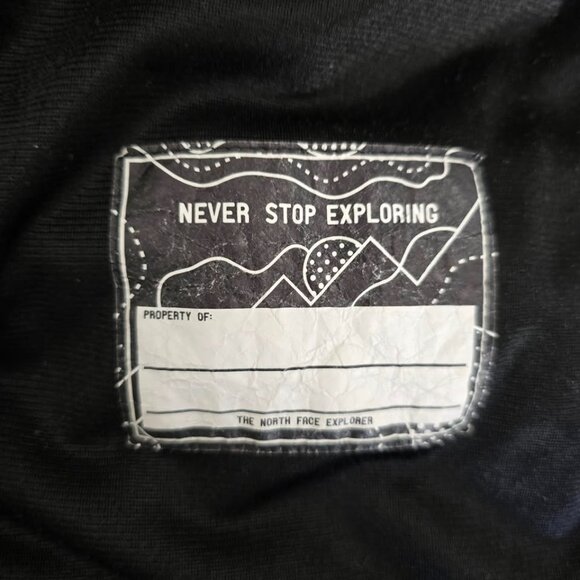 NEVER STOP EXPLORING
PROPERTY OF:
THE NORTH FACE EXPLORER